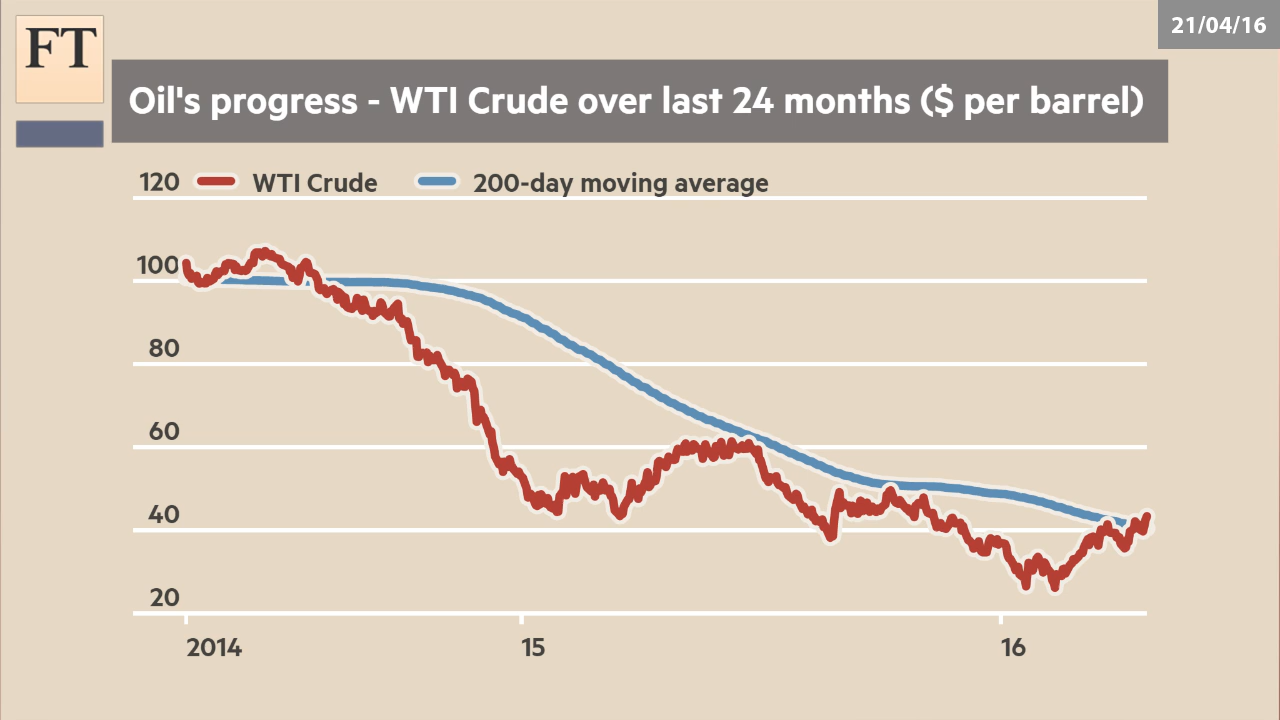 FT
21/04/16
Oil's progress - WTI Crude over last 24 months ($ per barrel)
120 WTI Crude 200-day moving average
100
80
60
40
20
2014 15 16